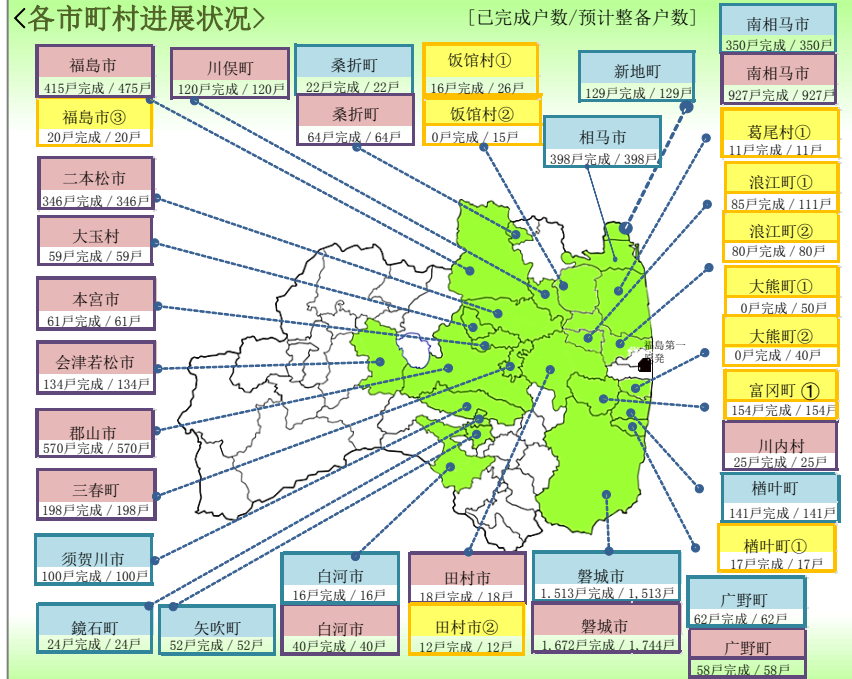 <各市町村进展状况>
[已完成户数/预计整备户数]
南相马市
350戸完成 / 350戸
南相马市
927戸完成 / 927戸
福島市
415戸完成 / 475戸
福島市③
20戸完成 / 20戸
川俣町
120戸完成 / 120戸
桑折町
22戸完成 / 22戸
桑折町
64戸完成 / 64戸
饭馆村①
16戸完成 / 26戸
饭馆村②
0戸完成 / 15戸
新地町
129戸完成 / 129戸
相马市
398戸完成 / 398戸
葛尾村①
11戸完成 / 11戸
浪江町①
85戸完成 / 111戸
浪江町②
80戸完成 / 80戸
大熊町①
0戸完成 / 50戸
大熊町②
0戸完成 / 40戸
富冈町 ①
154戸完成 / 154戸
川内村
25戸完成 / 25戸
楢叶町
141戸完成 / 141戸
楢叶町①
17戸完成 / 17戸
二本松市
346戸完成 / 346戸
大玉村
59戸完成 / 59戸
本宮市
61戸完成 / 61戸
会津若松市
134戸完成 / 134戸
郡山市
570戸完成 / 570戸
三春町
198戸完成 / 198戸
须贺川市
100戸完成 / 100戸
鏡石町
24戸完成 / 24戸
矢吹町
52戸完成 / 52戸
白河市
16戸完成 / 16戸
白河市
40戸完成 / 40戸
田村市
18戸完成 / 18戸
田村市②
12戸完成 / 12戸
磐城市
1,513戸完成 / 1,513戸
磐城市
1,672戸完成 / 1,744戸
广野町
62戸完成 / 62戸
广野町
58戸完成 / 58戸
福島第一
原発